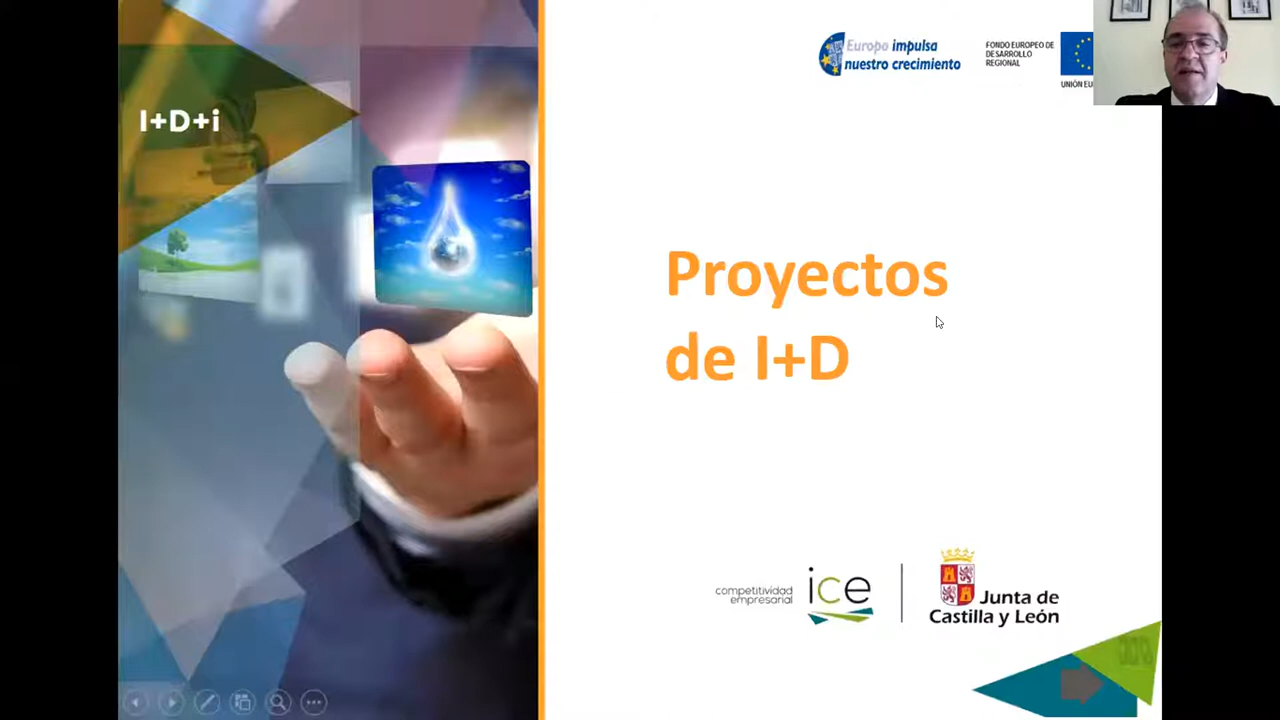 I+D+i
Europa impulsa
nuestro crecimiento
FONDO EUROPEO DE
DESARROLLO
REGIONAL
UNIÓN EU
Proyectos
de I+D
competitividad
empresarial
ice
Junta de
Castilla y León